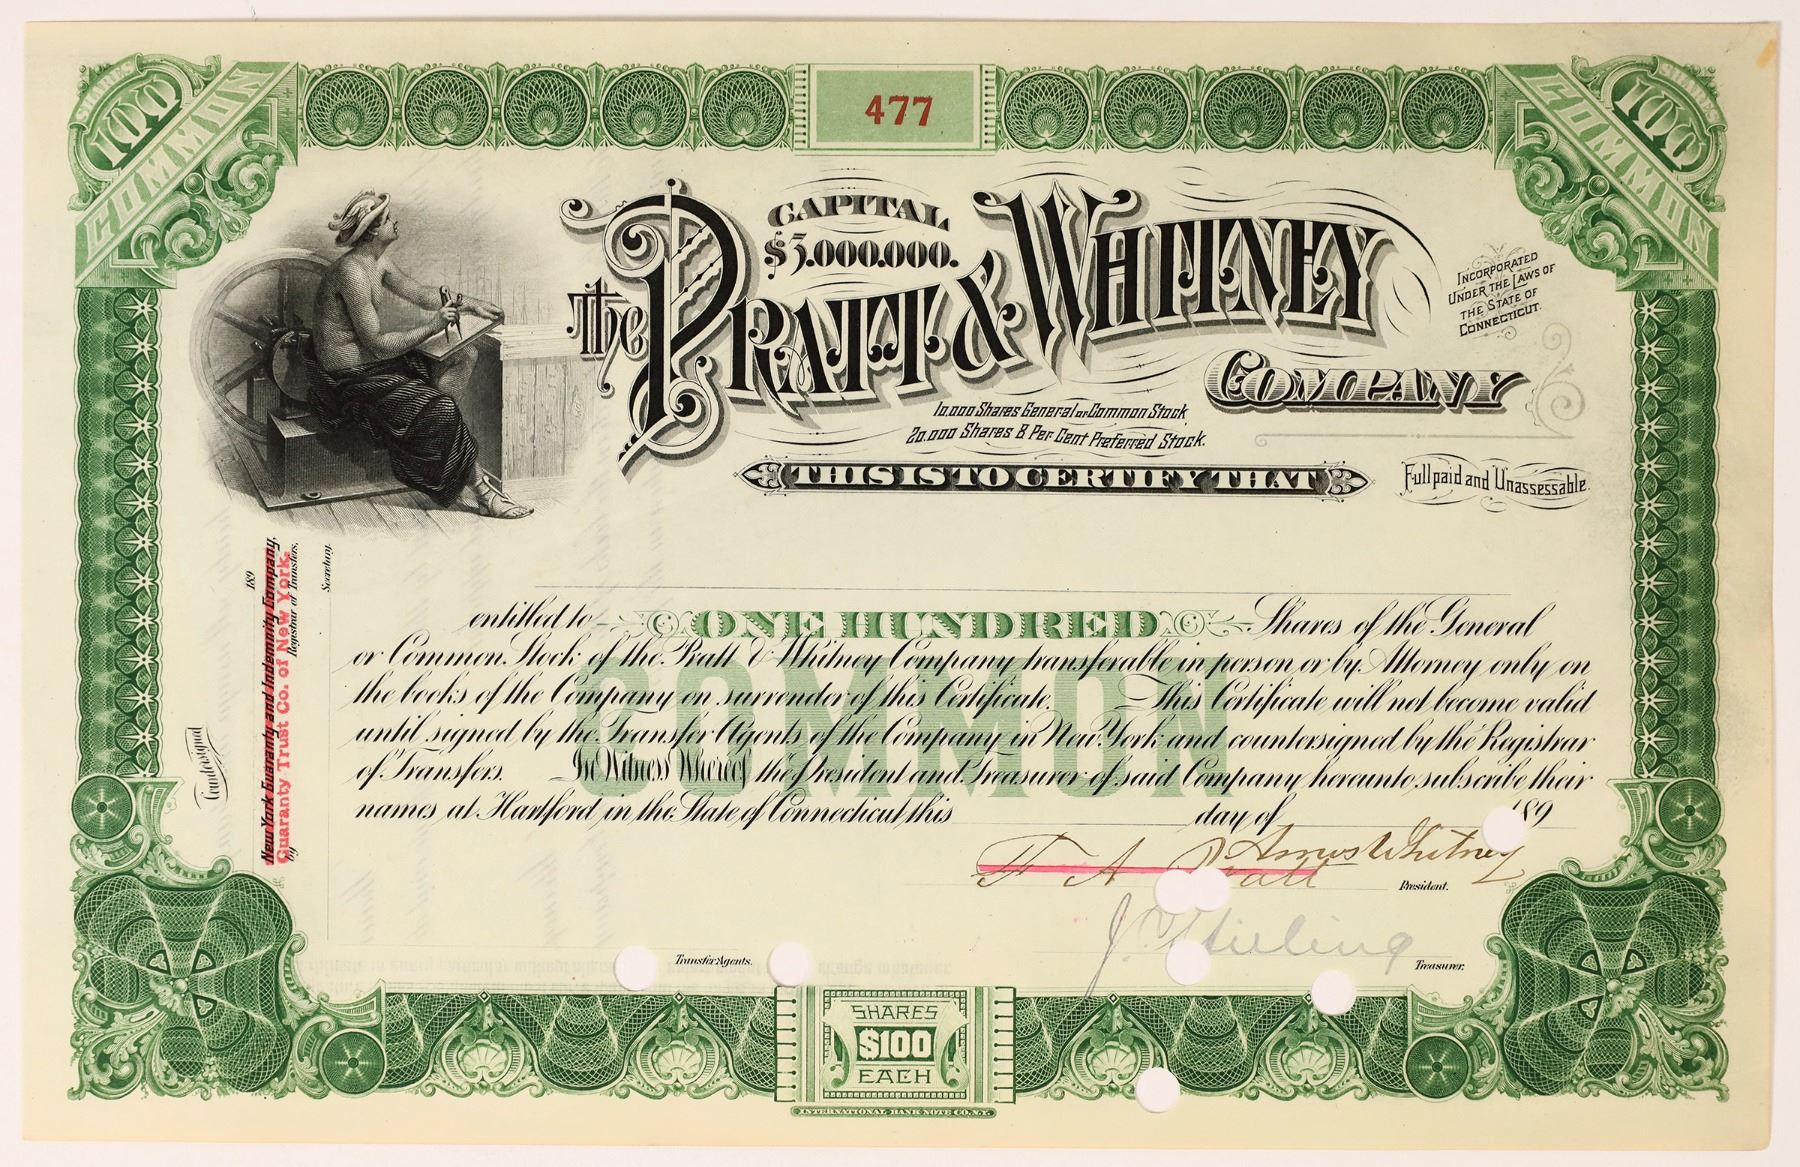 SHARES
100
COMMON
477
SHARES
100
COMMON
CAPITAL
$3.000.000.
The PRATT & WHITNEY
COMPANY
INCORPORATED
UNDER THE LAWS OF
THE STATE OF
CONNECTICUT.
10.000 Shares General or Common Stock
20.000 Shares 8 Per Cent Preferred Stock.
THIS IS TO CERTIFY THAT
Full paid and Unassessable.
entitled to ONE HUNDRED Shares of the General
or Common Stock of the Pratt & Whitney Company transferable in person or by Attorney only on
the books of the Company on surrender of this Certificate. This Certificate will not become valid
until signed by the Transfer Agents of the Company in New York and countersigned by the Registrar
of Transfers. In Witness Whereof the President and Treasurer of said Company hereunto subscribe their
names at Hartford in the State of Connecticut, this day of 189
COMMON
Countersigned
189
New York Guaranty and Indemnity Company,
Guaranty Trust Co. of New York.
by
Registrar of Transfers,
Secretary.
Amos Whitney
F A Pratt
President.
J. Stirling
Treasurer.
Transfer Agents.
SHARES
$100
EACH
INTERNATIONAL BANK NOTE CO. N.Y.